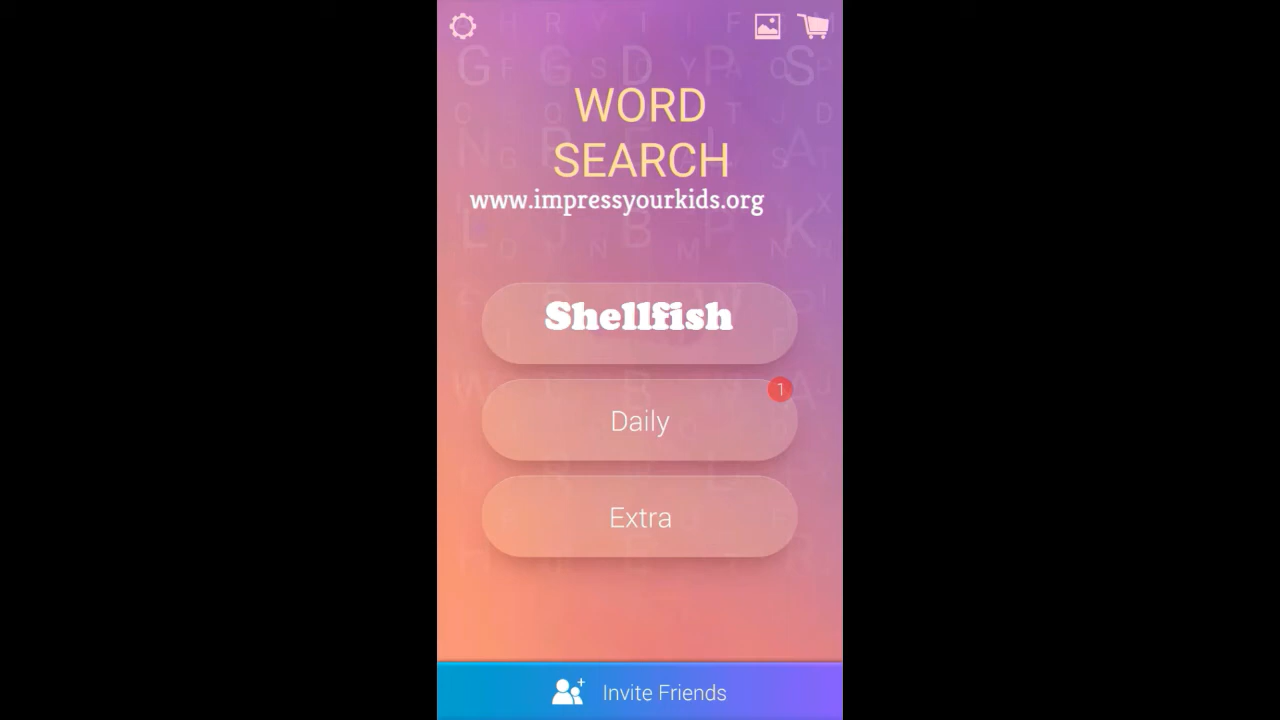 WORD
SEARCH
www.impressyourkids.org
Shellfish
1
Daily
Extra
Invite Friends